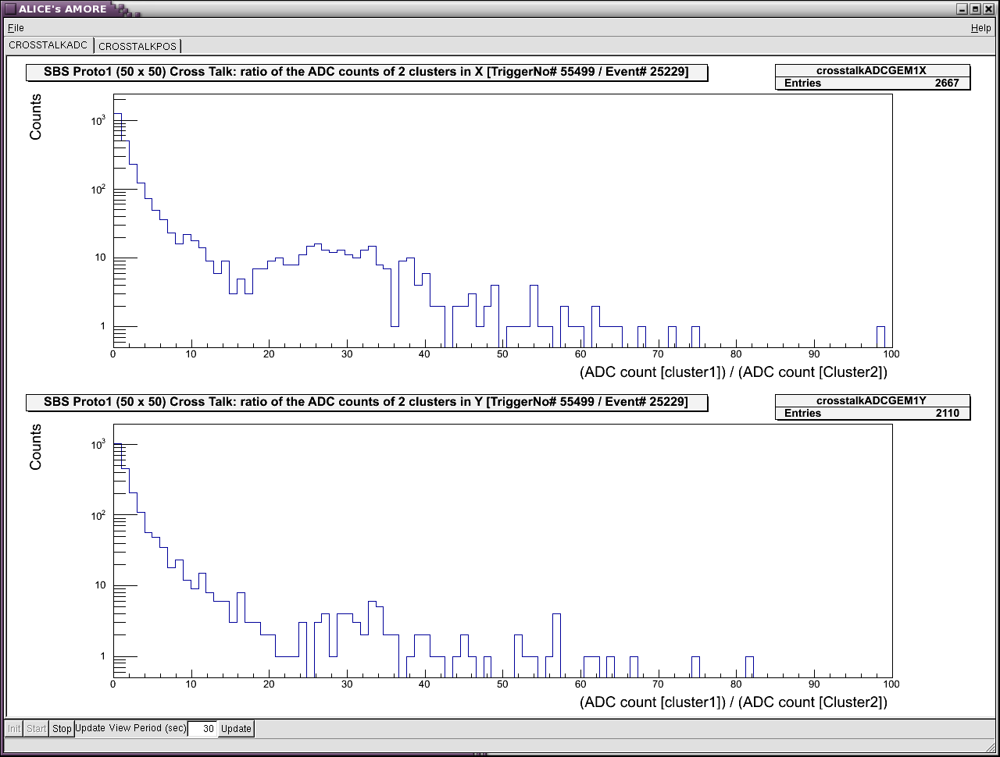 ALICE's AMORE
File Help
CROSSTALKADC CROSSTALKPOS
SBS Proto1 (50 x 50) Cross Talk: ratio of the ADC counts of 2 clusters in X [TriggerNo# 55499 / Event# 25229]
crosstalkADCGEM1X
Entries 2667
Counts
10³
10²
10
1
0 10 20 30 40 50 60 70 80 90 100
(ADC count [cluster1]) / (ADC count [Cluster2])
SBS Proto1 (50 x 50) Cross Talk: ratio of the ADC counts of 2 clusters in Y [TriggerNo# 55499 / Event# 25229]
crosstalkADCGEM1Y
Entries 2110
Counts
10³
10²
10
1
0 10 20 30 40 50 60 70 80 90 100
(ADC count [cluster1]) / (ADC count [Cluster2])
Init Start Stop Update View Period (sec) 30 Update